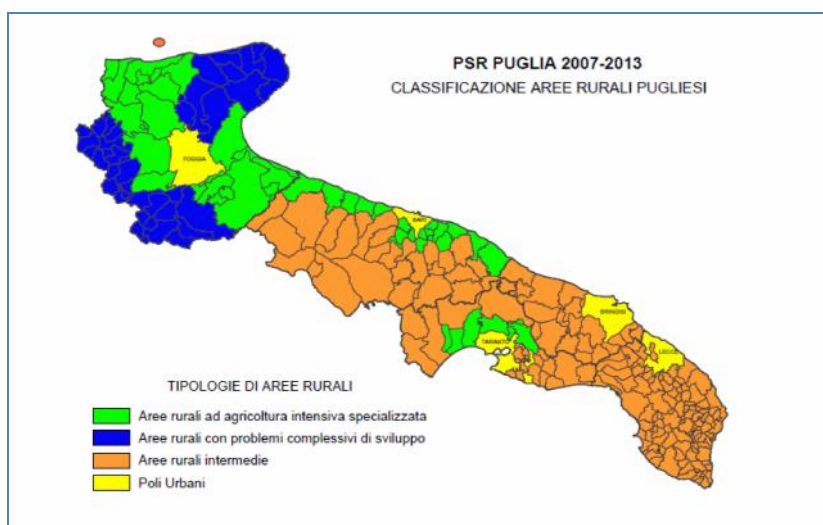 PSR PUGLIA 2007-2013
CLASSIFICAZIONE AREE RURALI PUGLIESI
FOGGIA
BARI
BRINDISI
TARANTO
LECCE
TIPOLOGIE DI AREE RURALI
Aree rurali ad agricoltura intensiva specializzata
Aree rurali con problemi complessivi di sviluppo
Aree rurali intermedie
Poli Urbani